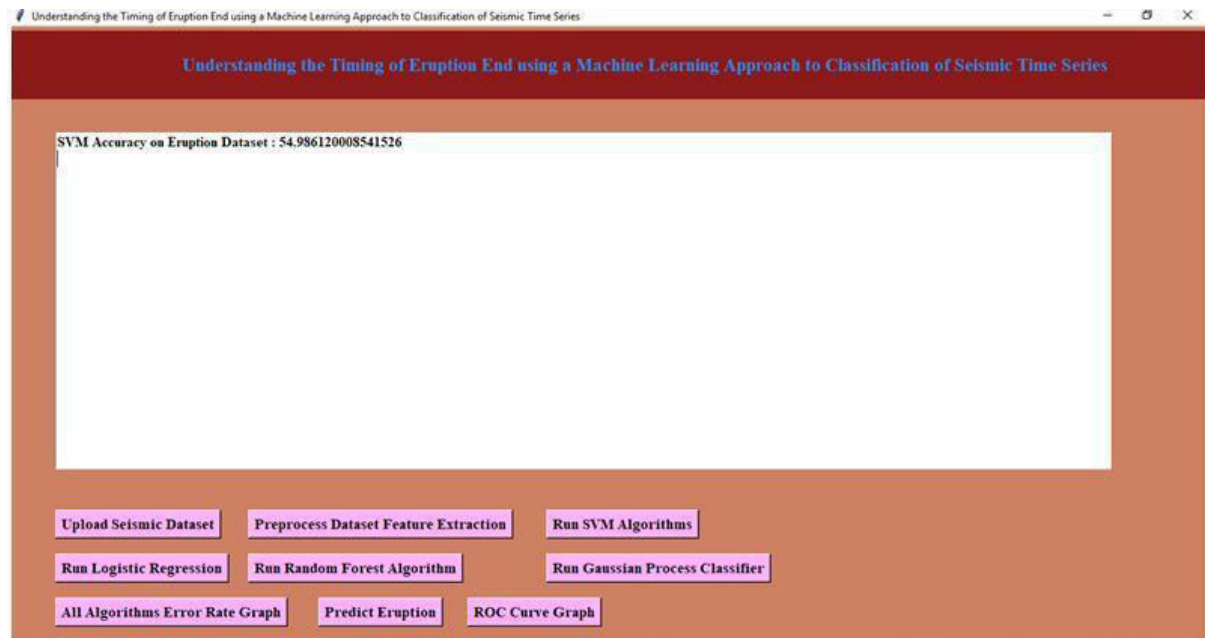 Understanding the Timing of Eruption End using a Machine Learning Approach to Classification of Seismic Time Series
Understanding the Timing of Eruption End using a Machine Learning Approach to Classification of Seismic Time Series
SVM Accuracy on Eruption Dataset : 54.986120008541526
Upload Seismic Dataset
Preprocess Dataset Feature Extraction
Run SVM Algorithms
Run Logistic Regression
Run Random Forest Algorithm
Run Gaussian Process Classifier
All Algorithms Error Rate Graph
Predict Eruption
ROC Curve Graph